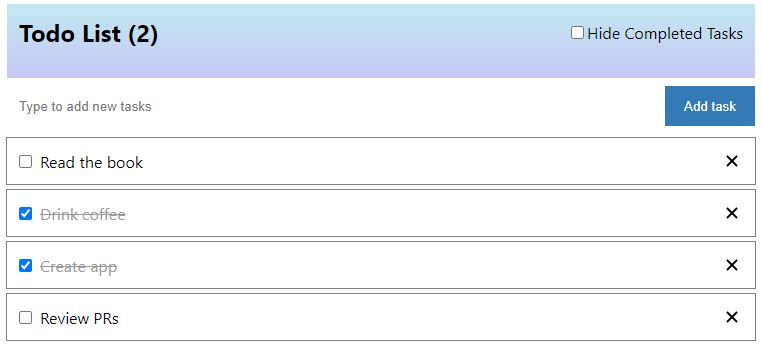 Todo List (2)
Hide Completed Tasks
Type to add new tasks
Add task
Read the book
Drink coffee
Create app
Review PRs